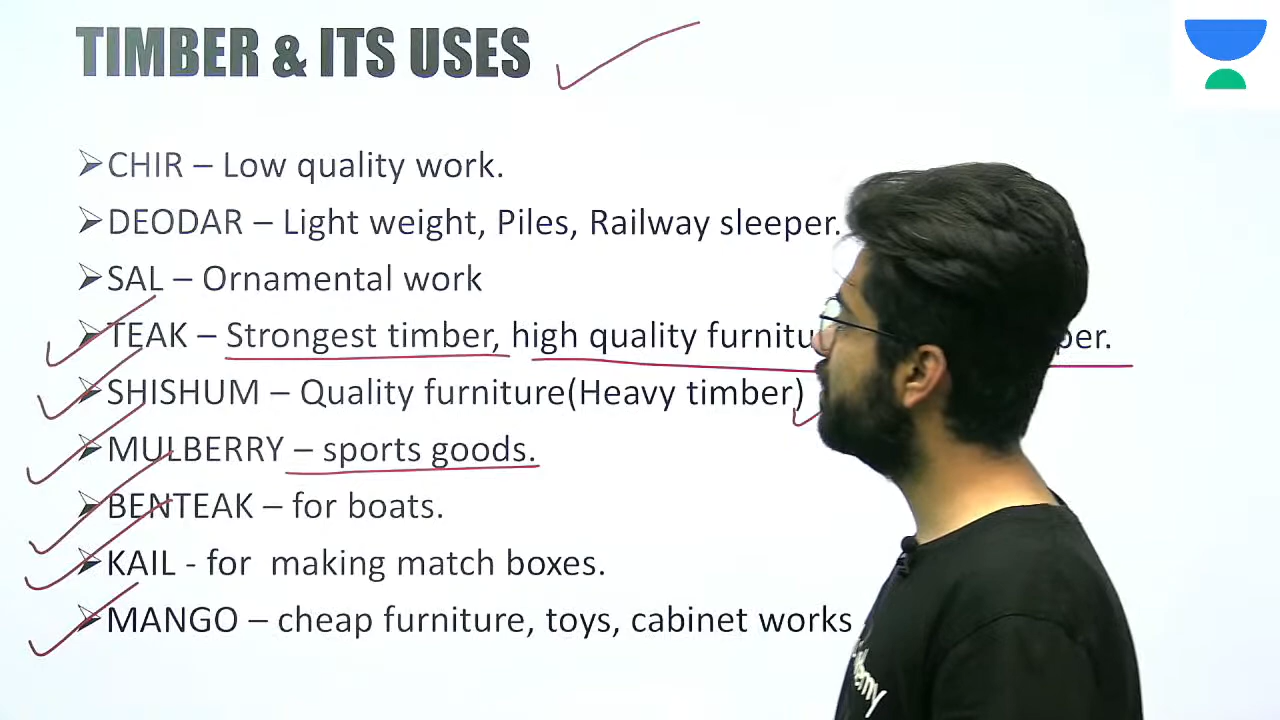 TIMBER & ITS USES
CHIR – Low quality work.
DEODAR – Light weight, Piles, Railway sleeper.
SAL – Ornamental work
TEAK – Strongest timber, high quality
SHISHUM – Quality furniture(Heavy timber)
MULBERRY – sports goods.
BENTEAK – for boats.
KAIL - for making match boxes.
MANGO – cheap furniture, toys, cabinet works